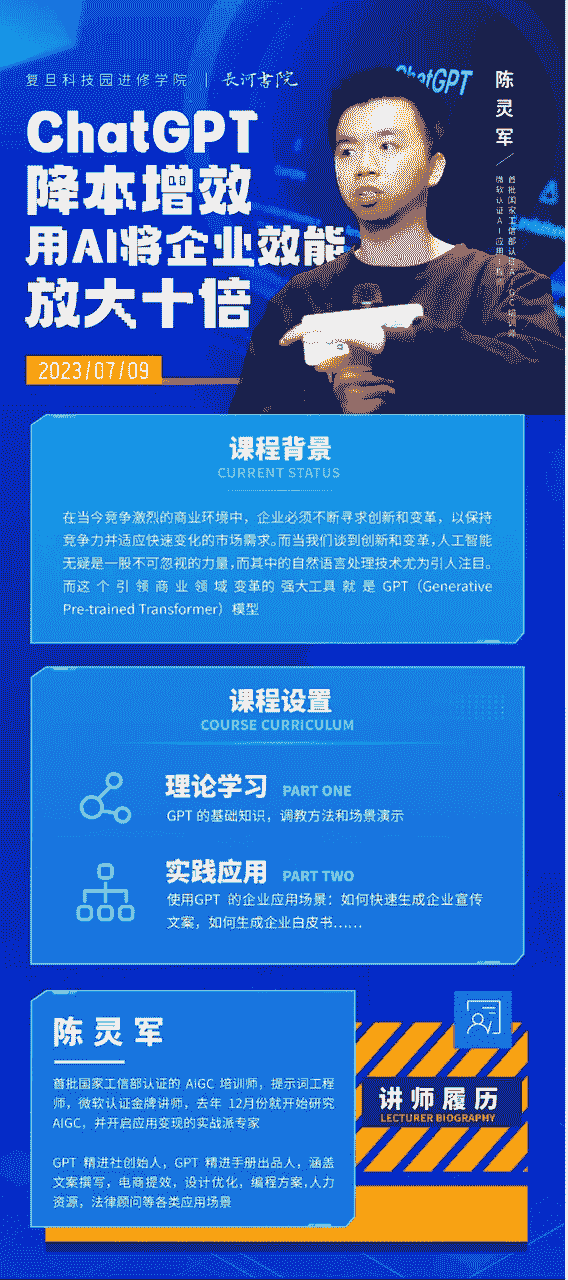 复旦科技园进修学院 | 长河書院
ChatGPT
ChatGPT
降本增效
用AI将企业效能
放大十倍
2023/07/09
陈灵军
首批国家工信部认证AIGC培训师
微软认证AI应用工程师
课程背景
CURRENT STATUS
在当今竞争激烈的商业环境中，企业必须不断寻求创新和变革，以保持
竞争力并适应快速变化的市场需求。而当我们谈到创新和变革，人工智能
无疑是一股不可忽视的力量，而其中的自然语言处理技术尤为引人注目。
而这 个 引 领 商 业 领 域 变革的 强大工具 就 是 GPT（Generative
Pre-trained Transformer）模型
课程设置
COURSE CURRICULUM
理论学习 PART ONE
GPT 的基础知识，调教方法和场景演示
实践应用 PART TWO
使用GPT 的企业应用场景：如何快速生成企业宣传
文案，如何生成企业白皮书……
陈灵军
首批国家工信部认证的 AIGC 培训师，提示词工程
师，微软认证金牌讲师，去年 12月份就开始研究
AIGC，并开启应用变现的实战派专家
GPT 精进社创始人，GPT 精进手册出品人，涵盖
文案撰写，电商提效，设计优化，编程方案，人力
资源，法律顾问等各类应用场景
讲师履历
LECTURER BIOGRAPHY